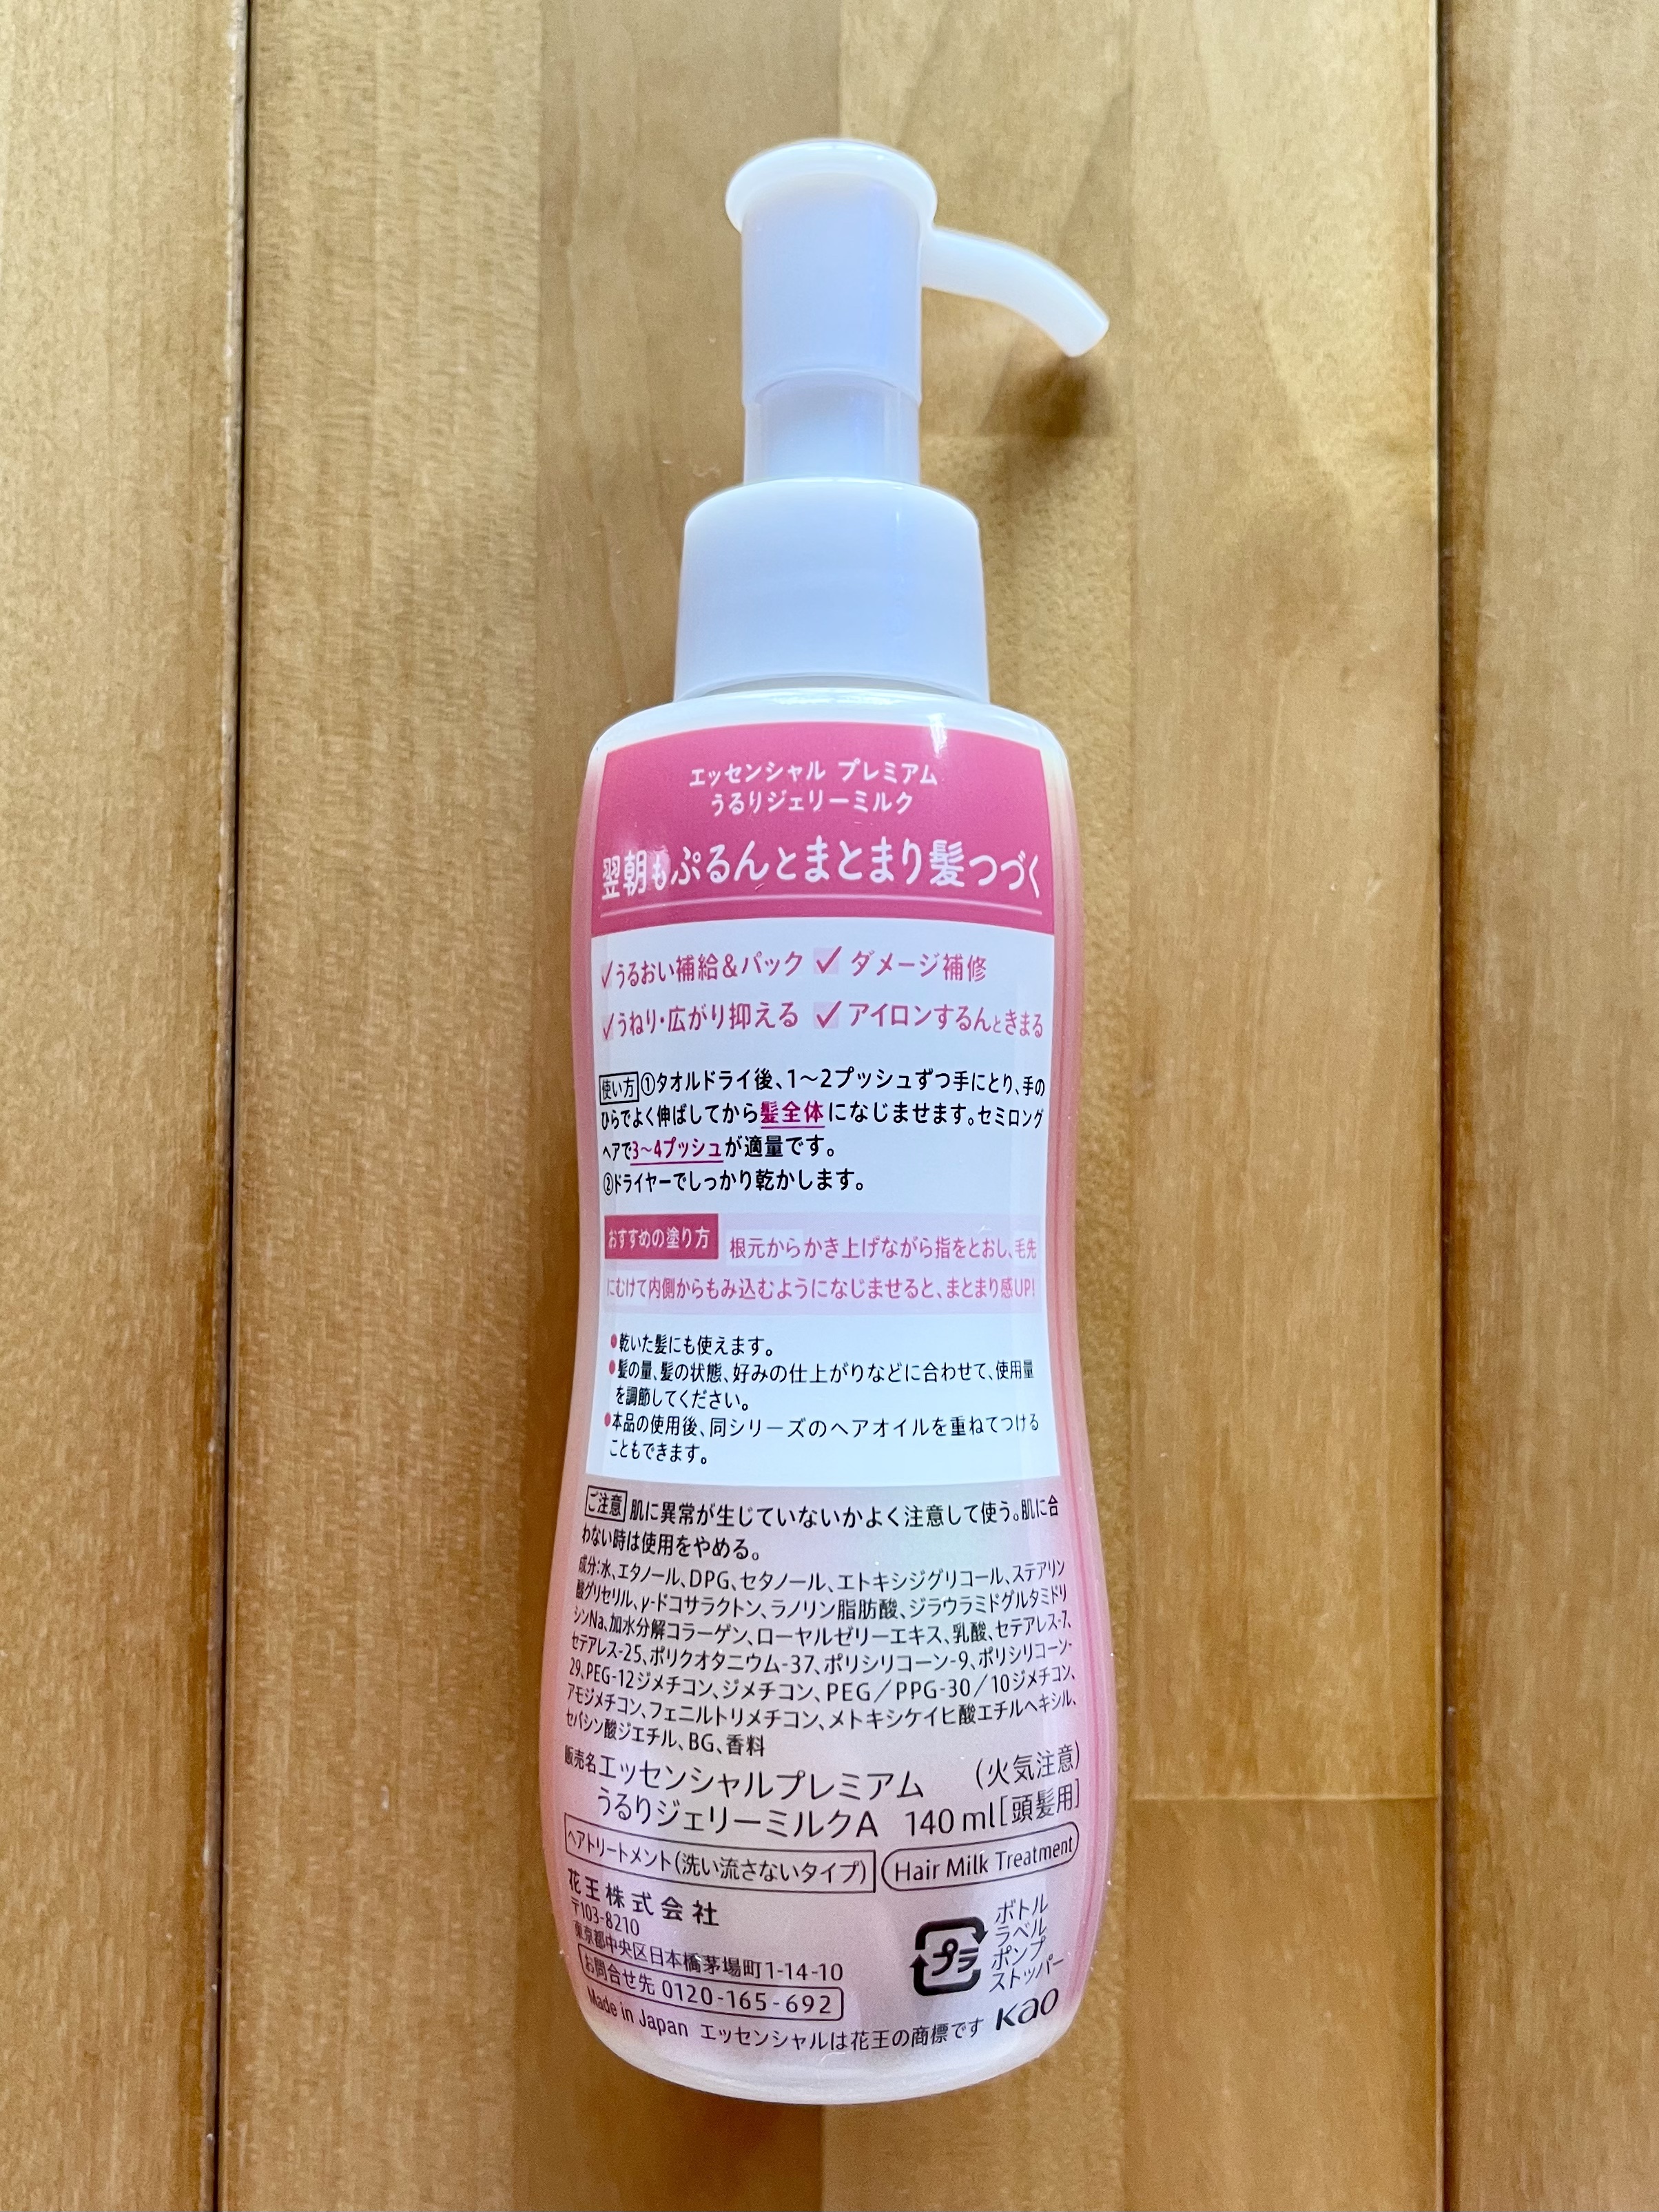 エッセンシャル プレミアム
うるりジェリーミルク
翌朝もぷるんとまとまり髪つづく
✓うるおい補給&パック ✓ダメージ補修
✓うねり・広がり抑える ✓アイロンするんときまる
使い方 ①タオルドライ後、1～2プッシュずつ手にとり、手の
ひらでよく伸ばしてから髪全体になじませます。セミロング
ヘアで3～4プッシュが適量です。
②ドライヤーでしっかり乾かします。
おすすめの塗り方 根元からかき上げながら指をとおし、毛先
にむけて内側からもみ込むようになじませると、まとまり感UP!
●乾いた髪にも使えます。
●髪の量、髪の状態、好みの仕上がりなどに合わせて、使用量
を調節してください。
●本品の使用後、同シリーズのヘアオイルを重ねてつける
こともできます。
ご注意 肌に異常が生じていないかよく注意して使う。肌に合
わない時は使用をやめる。
成分：水、エタノール、DPG、セタノール、エトキシジグリコール、ステアリン
酸グリセリル、γ-ドコサラクトン、ラノリン脂肪酸、ジラウラミドグルタミドリ
シンNa、加水分解コラーゲン、ローヤルゼリーエキス、乳酸、セテアレス-7、
セテアレス-25、ポリクオタニウム-37、ポリシリコーン-9、ポリシリコーン-
29、PEG-12ジメチコン、ジメチコン、PEG／PPG-30／10ジメチコン、
アモジメチコン、フェニルトリメチコン、メトキシケイヒ酸エチルヘキシル、
セバシン酸ジエチル、BG、香料
販売名エッセンシャルプレミアム (火気注意)
うるりジェリーミルクA 140ml[頭髪用]
ヘアトリートメント(洗い流さないタイプ) Hair Milk Treatment
花王株式会社
〒103-8210
東京都中央区日本橋茅場町1-14-10
お問合せ先 0120-165-692
プラ
ボトル
ラベル
ポンプ
ストッパー
Made in Japan エッセンシャルは花王の商標です Kao